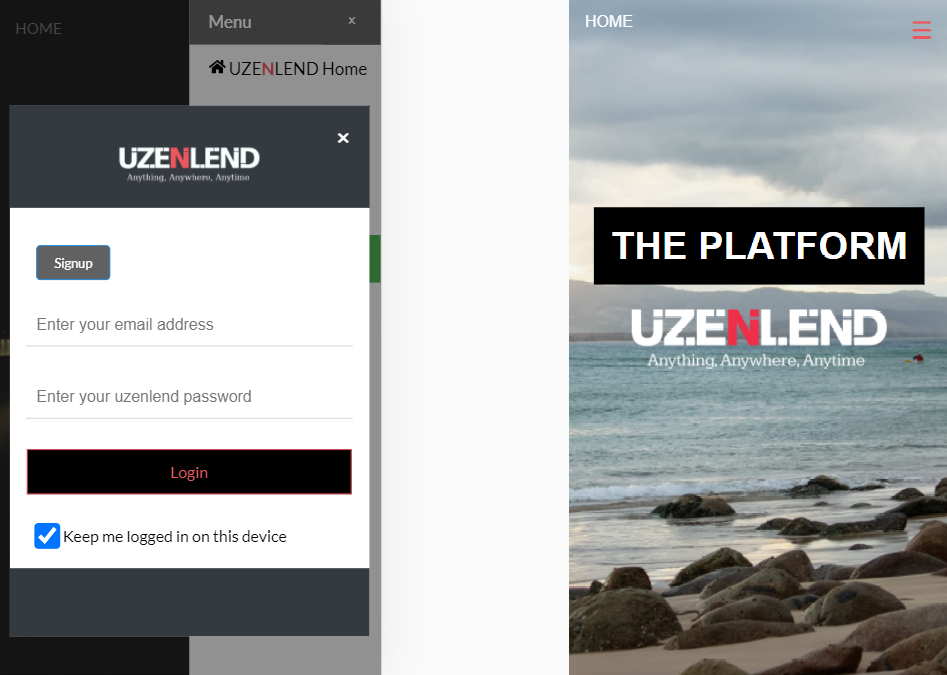 HOME
Menu
x
UZENLEND Home
×
UZENLEND
Anything, Anywhere, Anytime
Signup
Enter your email address
Enter your uzenlend password
Login
Keep me logged in on this device
HOME
THE PLATFORM
UZENLEND
Anything, Anywhere, Anytime